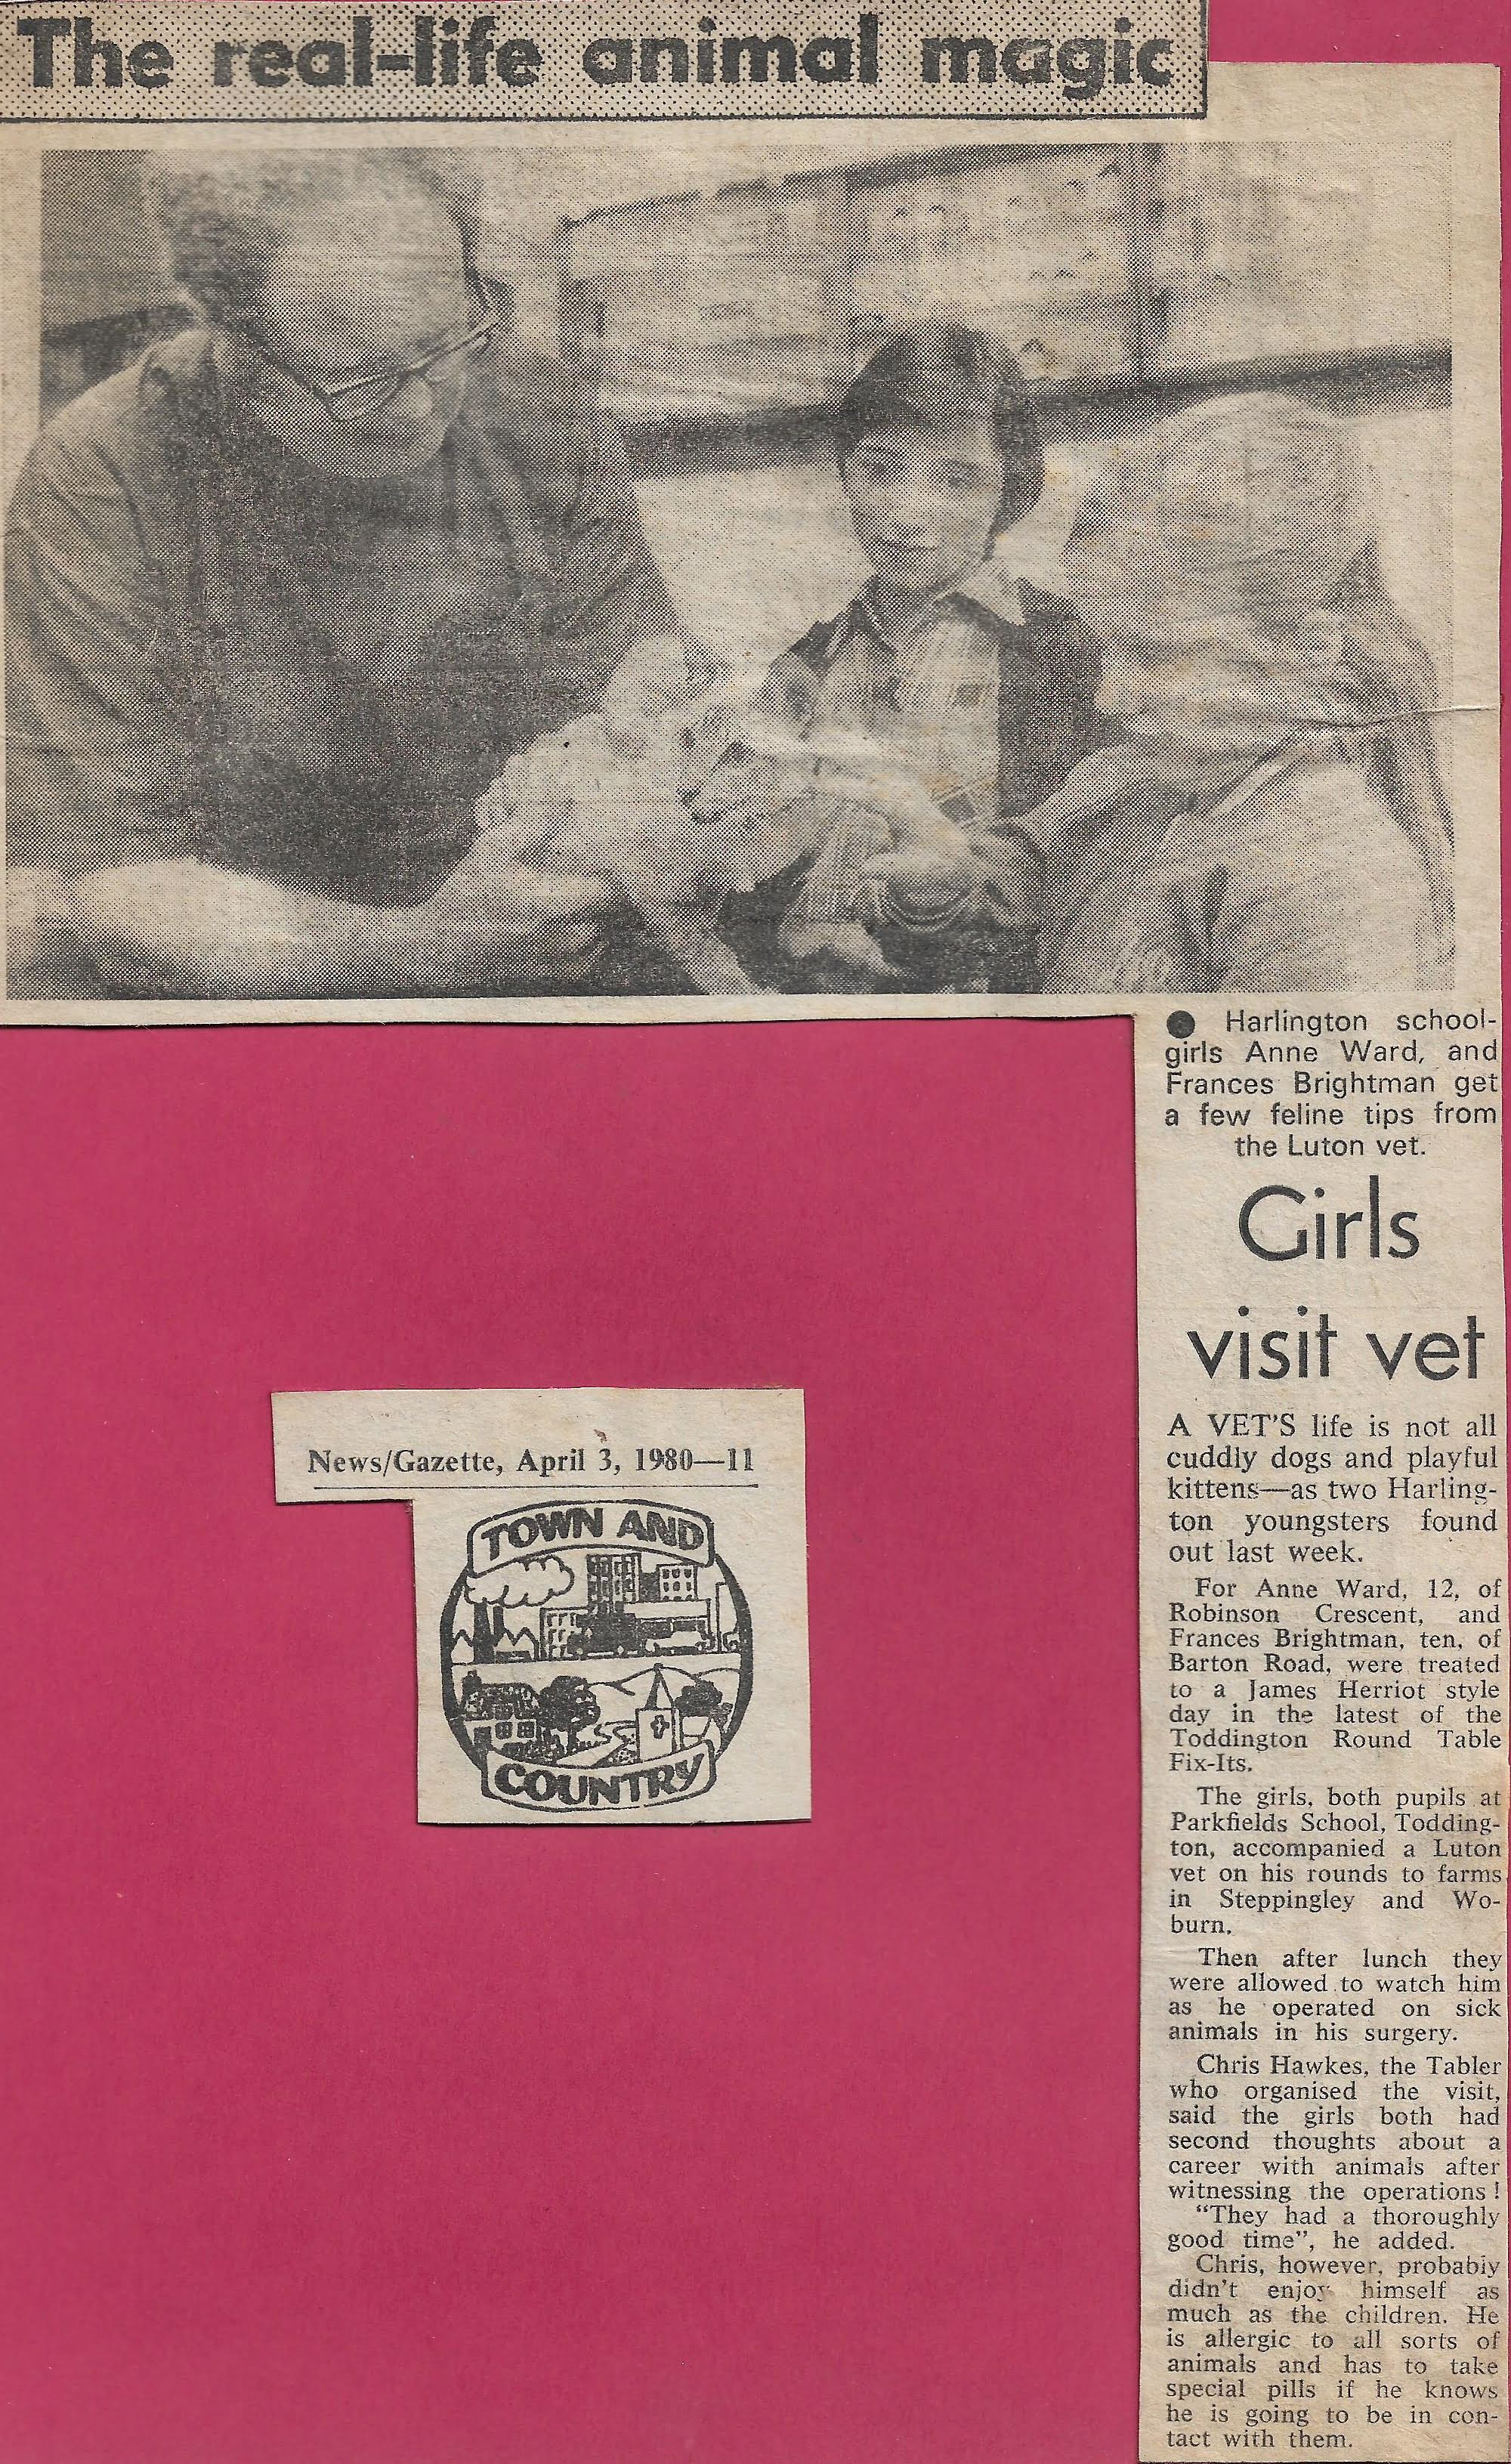 The real-life animal magic
● Harlington school-
girls Anne Ward, and
Frances Brightman get
a few feline tips from
the Luton vet.
Girls
visit vet
A VET'S life is not all
cuddly dogs and playful
kittens—as two Harling-
ton youngsters found
out last week.
For Anne Ward, 12, of
Robinson Crescent, and
Frances Brightman, ten, of
Barton Road, were treated
to a James Herriot style
day in the latest of the
Toddington Round Table
Fix-Its.
The girls, both pupils at
Parkfields School, Todding-
ton, accompanied a Luton
vet on his rounds to farms
in Steppingley and Wo-
burn.
Then after lunch they
were allowed to watch him
as he operated on sick
animals in his surgery.
Chris Hawkes, the Tabler
who organised the visit,
said the girls both had
second thoughts about a
career with animals after
witnessing the operations!
"They had a thoroughly
good time", he added.
Chris, however, probably
didn't enjoy himself as
much as the children. He
is allergic to all sorts of
animals and has to take
special pills if he knows
he is going to be in con-
tact with them.
News/Gazette, April 3, 1980—11
TOWN AND
COUNTRY